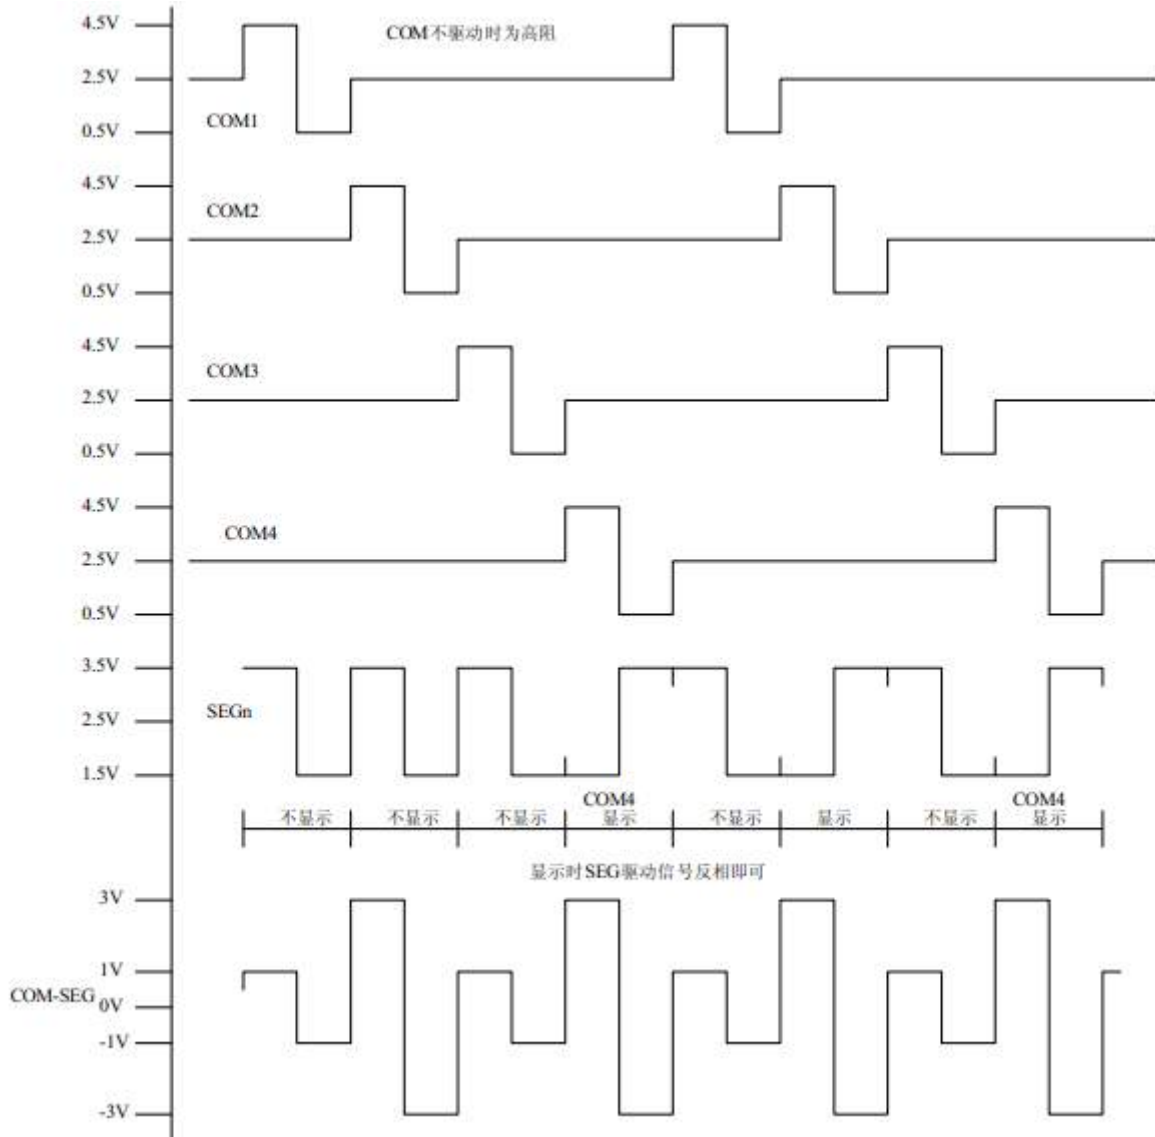 4.5V
COM不驱动时为高阻
2.5V
COM1
0.5V
4.5V
COM2
2.5V
0.5V
4.5V
COM3
2.5V
0.5V
4.5V
COM4
2.5V
0.5V
3.5V
SEGn
2.5V
1.5V
COM4 COM4
不显示 不显示 不显示 显示 不显示 显示 不显示 显示
显示时SEG驱动信号反相即可
3V
1V
COM-SEG 0V
-1V
-3V